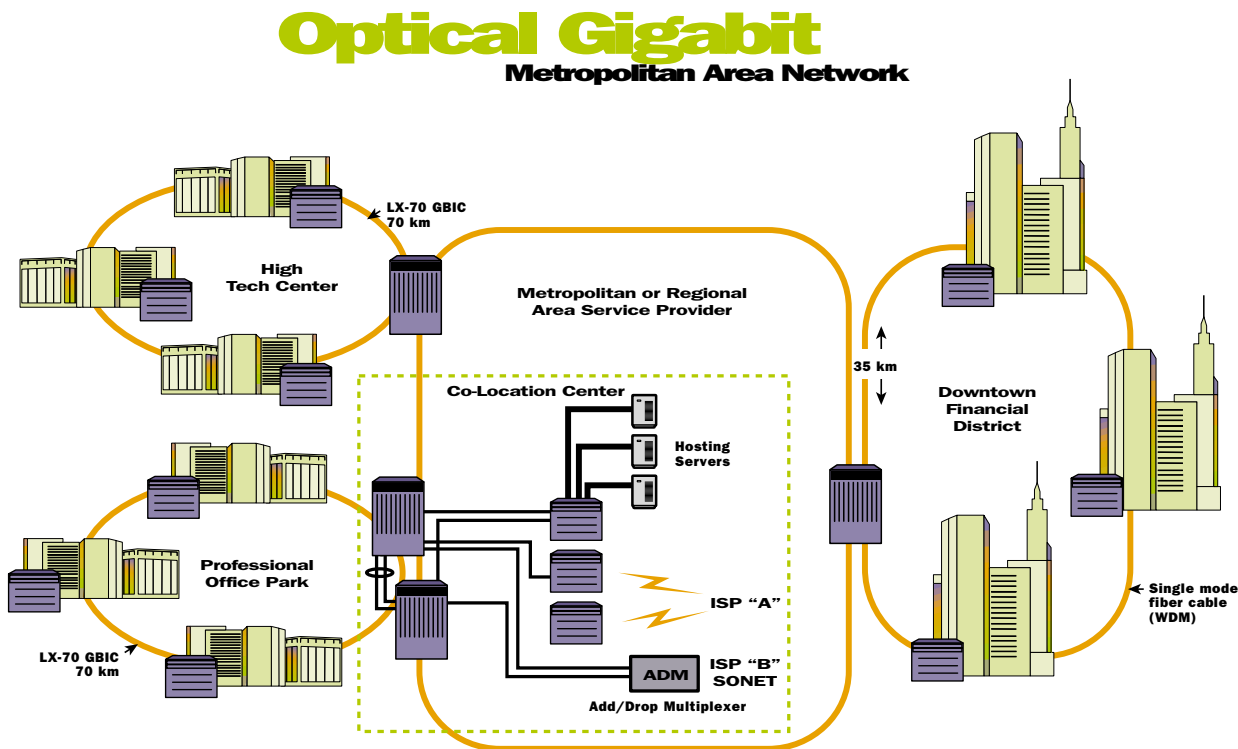 Optical Gigabit
Metropolitan Area Network
LX-70 GBIC
70 km
High
Tech Center
Metropolitan or Regional
Area Service Provider
35 km
Downtown
Financial
District
Co-Location Center
Hosting
Servers
Professional
Office Park
ISP “A”
Single mode
fiber cable
(WDM)
LX-70 GBIC
70 km
ADM
ISP “B”
SONET
Add/Drop Multiplexer